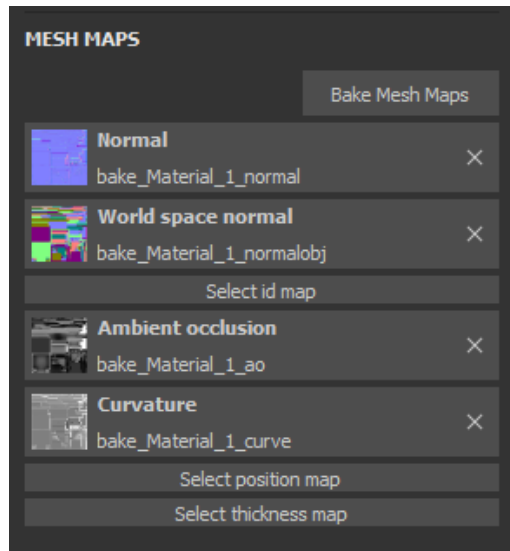 MESH MAPS
Bake Mesh Maps
Normal
bake_Material_1_normal
World space normal
bake_Material_1_normalobj
Select id map
Ambient occlusion
bake_Material_1_ao
Curvature
bake_Material_1_curve
Select position map
Select thickness map